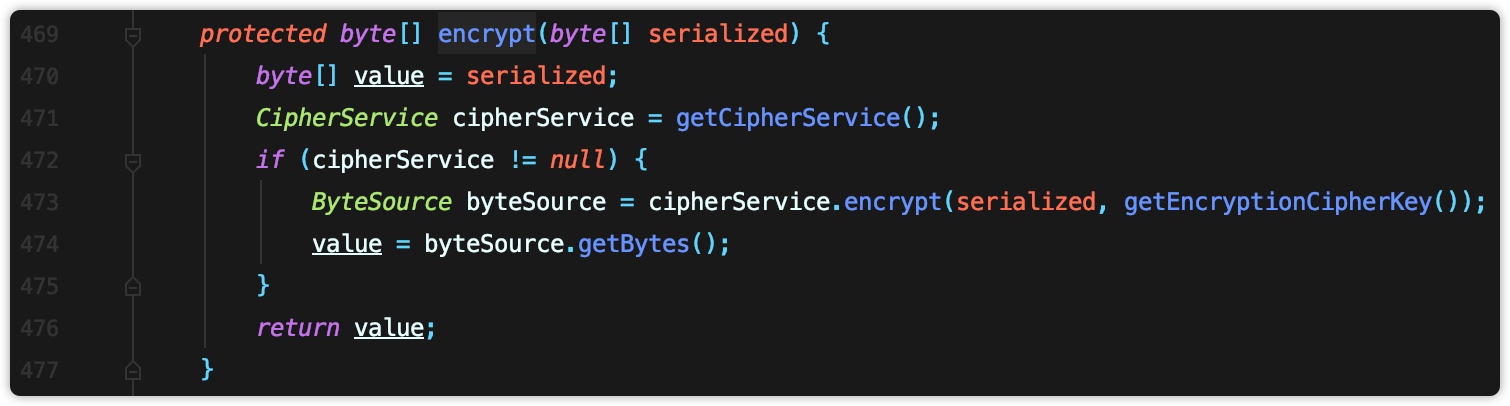 469 protected byte[] encrypt(byte[] serialized) {
470 byte[] value = serialized;
471 CipherService cipherService = getCipherService();
472 if (cipherService != null) {
473 ByteSource byteSource = cipherService.encrypt(serialized, getEncryptionCipherKey());
474 value = byteSource.getBytes();
475 }
476 return value;
477 }